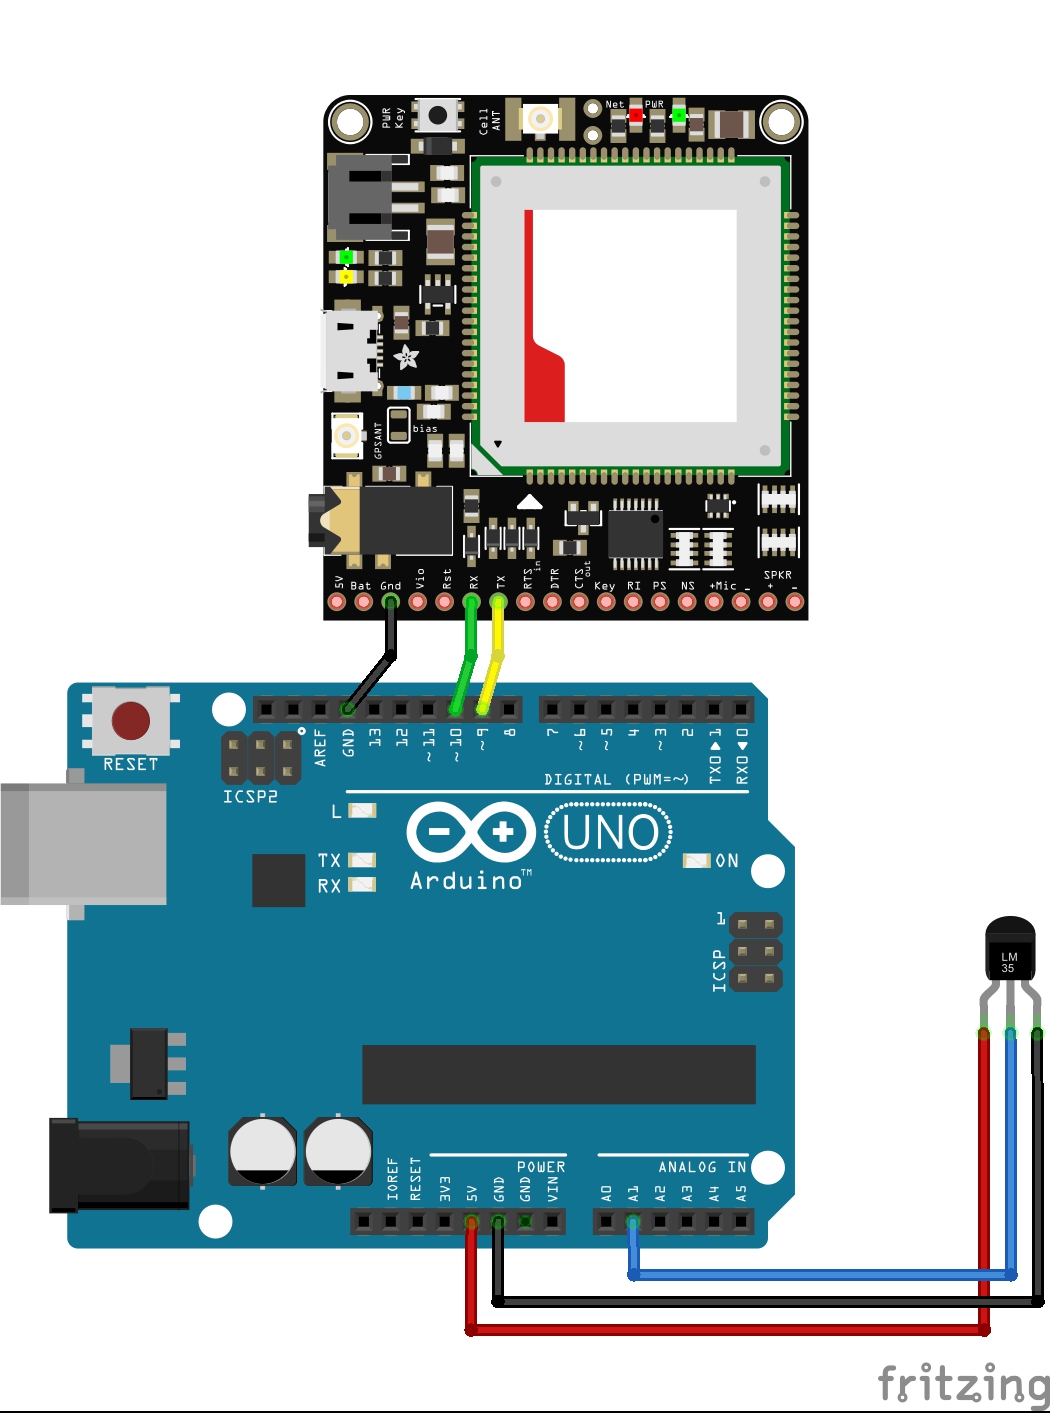 PWR Key
Cell ANT
Net PWR
GPSANT
bias
5V Bat Gnd Vio Rst RX TX RTS in DTR CTS out Key RI PS NS +Mic - SPKR + -
RESET
AREF GND 13 12 ~11 ~10 ~9 8 7 ~6 ~5 4 ~3 2 TX0▶1 RX0◀0
ICSP2
DIGITAL (PWM=~)
L
UNO
TX
RX
Arduino™
ON
1
ICSP
LM
35
POWER
ANALOG IN
IOREF RESET 3V3 5V GND GND VIN A0 A1 A2 A3 A4 A5
fritzing